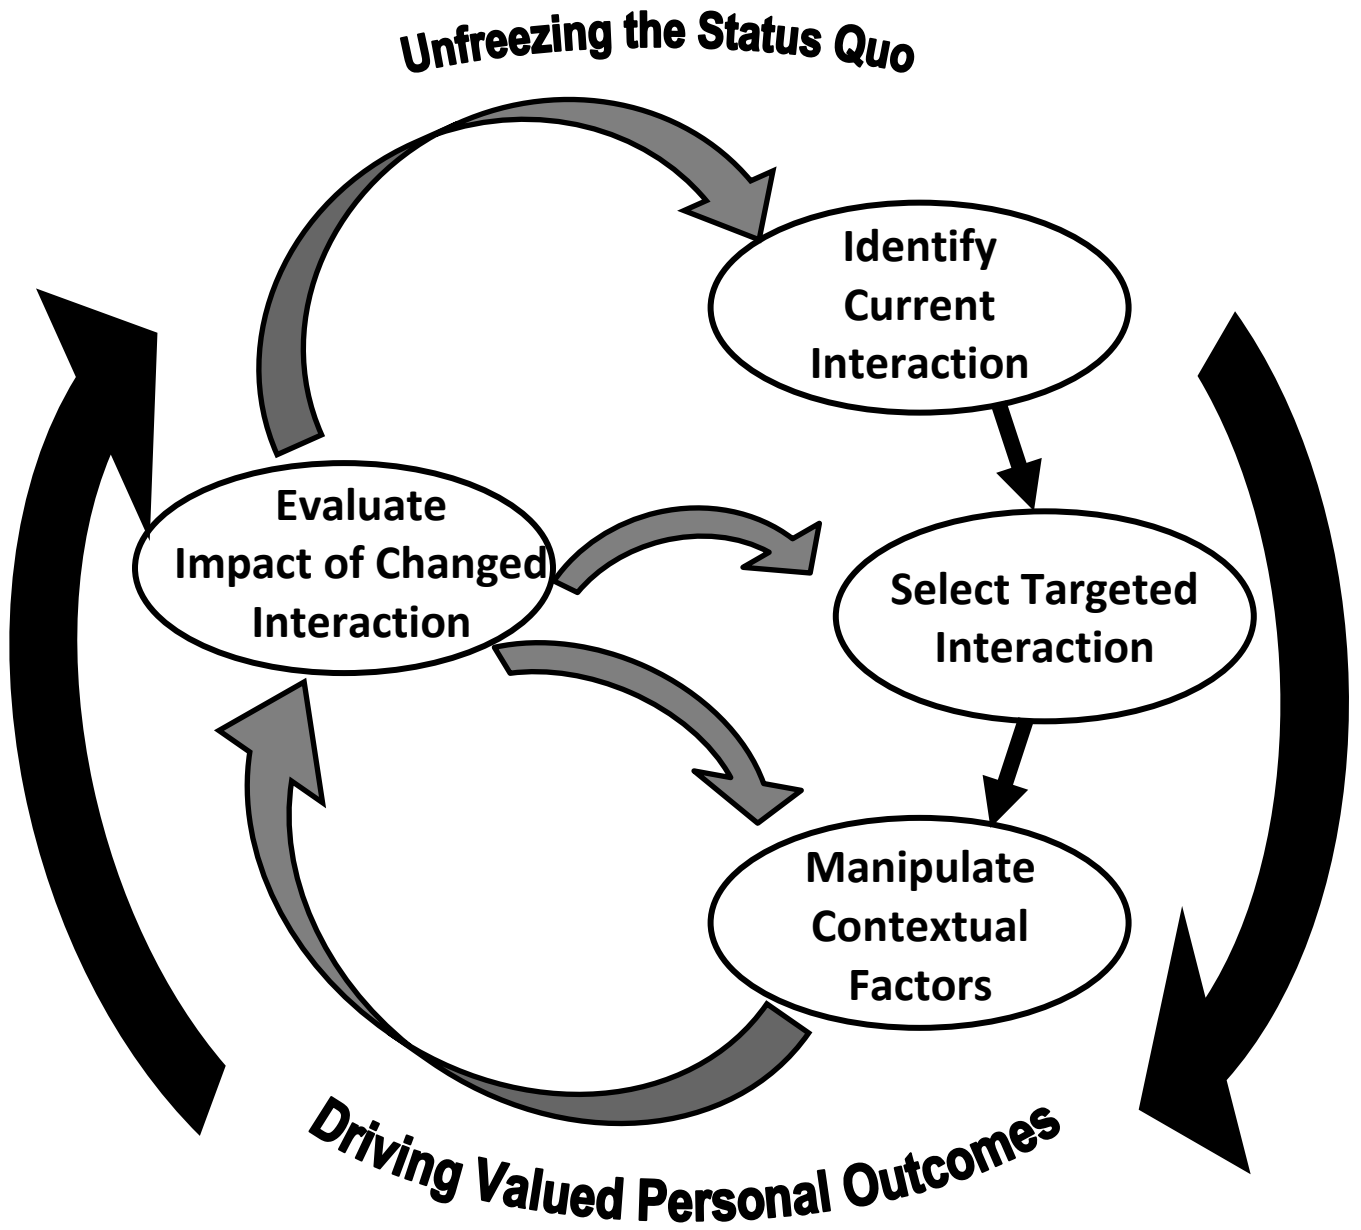 Unfreezing the Status Quo
Identify
Current
Interaction
Evaluate
Impact of Changed
Interaction
Select Targeted
Interaction
Manipulate
Contextual
Factors
Driving Valued Personal Outcomes